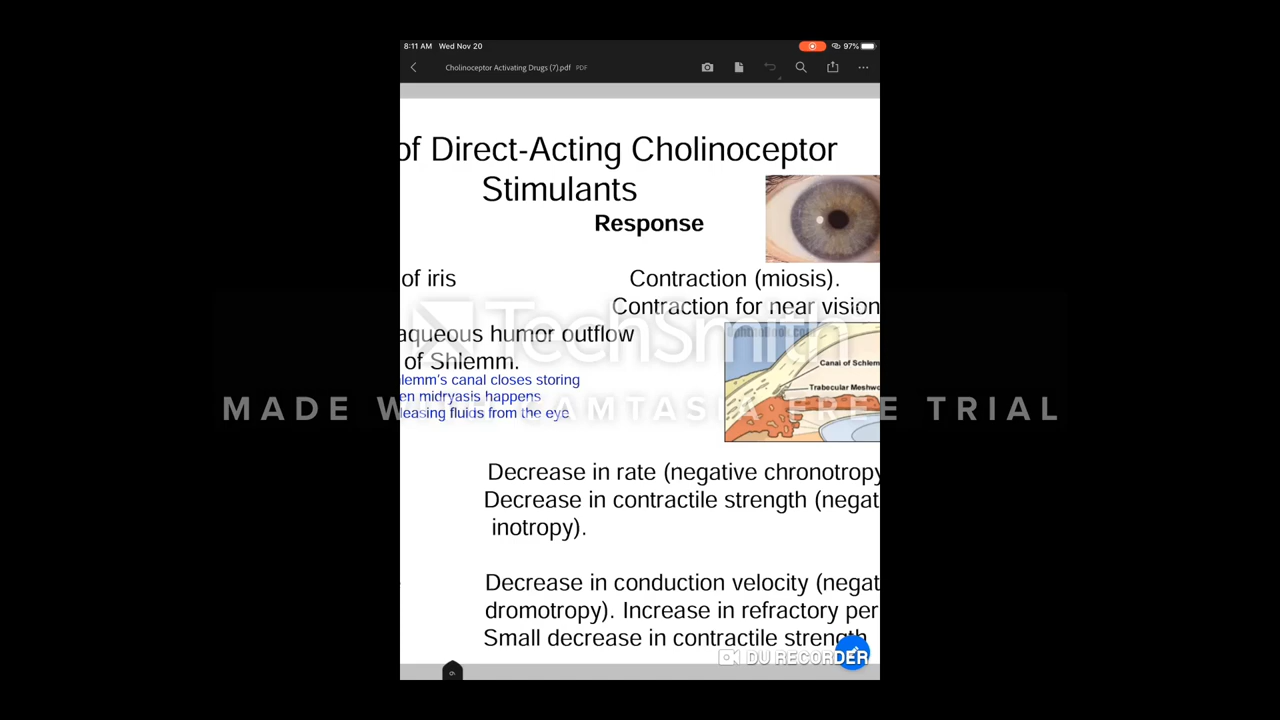 8:11 AM Wed Nov 20
97%
Cholinoceptor Activating Drugs (7).pdf PDF
of Direct-Acting Cholinoceptor
Stimulants
Response
of iris
Contraction (miosis).
Contraction for near vision
aqueous humor outflow
of Shlemm.
TechSmith
Canal of Schlem
Trabecular Meshwo
lemm's canal closes storing
en midryasis happens
leasing fluids from the eye
MADE W CAMTASIA FREE TRIAL
Decrease in rate (negative chronotropy
Decrease in contractile strength (negat
inotropy).
Decrease in conduction velocity (negat
dromotropy). Increase in refractory per
Small decrease in contractile strength
DU RECORDER